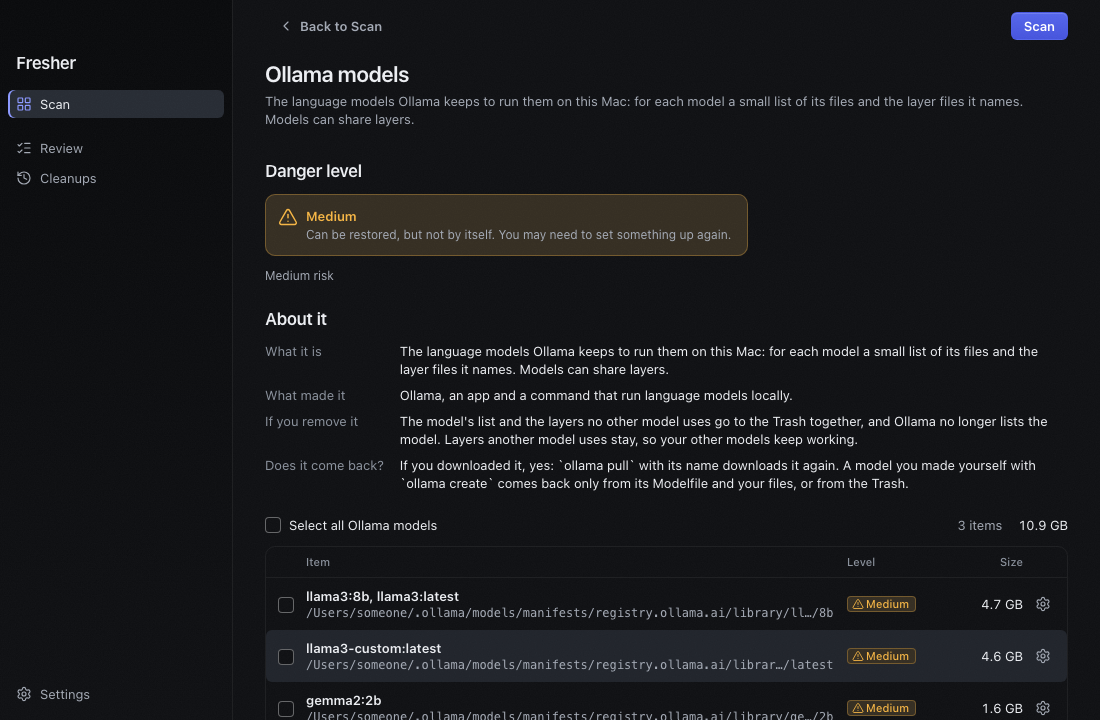 Back to Scan
Scan
Fresher
Scan
Review
Cleanups
Settings
Ollama models
The language models Ollama keeps to run them on this Mac: for each model a small list of its files and the layer files it names.
Models can share layers.
Danger level
Medium
Can be restored, but not by itself. You may need to set something up again.
Medium risk
About it
What it is
The language models Ollama keeps to run them on this Mac: for each model a small list of its files and the
layer files it names. Models can share layers.
What made it
Ollama, an app and a command that run language models locally.
If you remove it
The model's list and the layers no other model uses go to the Trash together, and Ollama no longer lists the
model. Layers another model uses stay, so your other models keep working.
Does it come back?
If you downloaded it, yes: `ollama pull` with its name downloads it again. A model you made yourself with
`ollama create` comes back only from its Modelfile and your files, or from the Trash.
Select all Ollama models
3 items 10.9 GB
Item Level Size
llama3:8b, llama3:latest
/Users/someone/.ollama/models/manifests/registry.ollama.ai/library/ll…/8b
Medium 4.7 GB
llama3-custom:latest
/Users/someone/.ollama/models/manifests/registry.ollama.ai/librar…/latest
Medium 4.6 GB
gemma2:2b
/Users/someone/.ollama/models/manifests/registry.ollama.ai/library/ge…/2b
Medium 1.6 GB